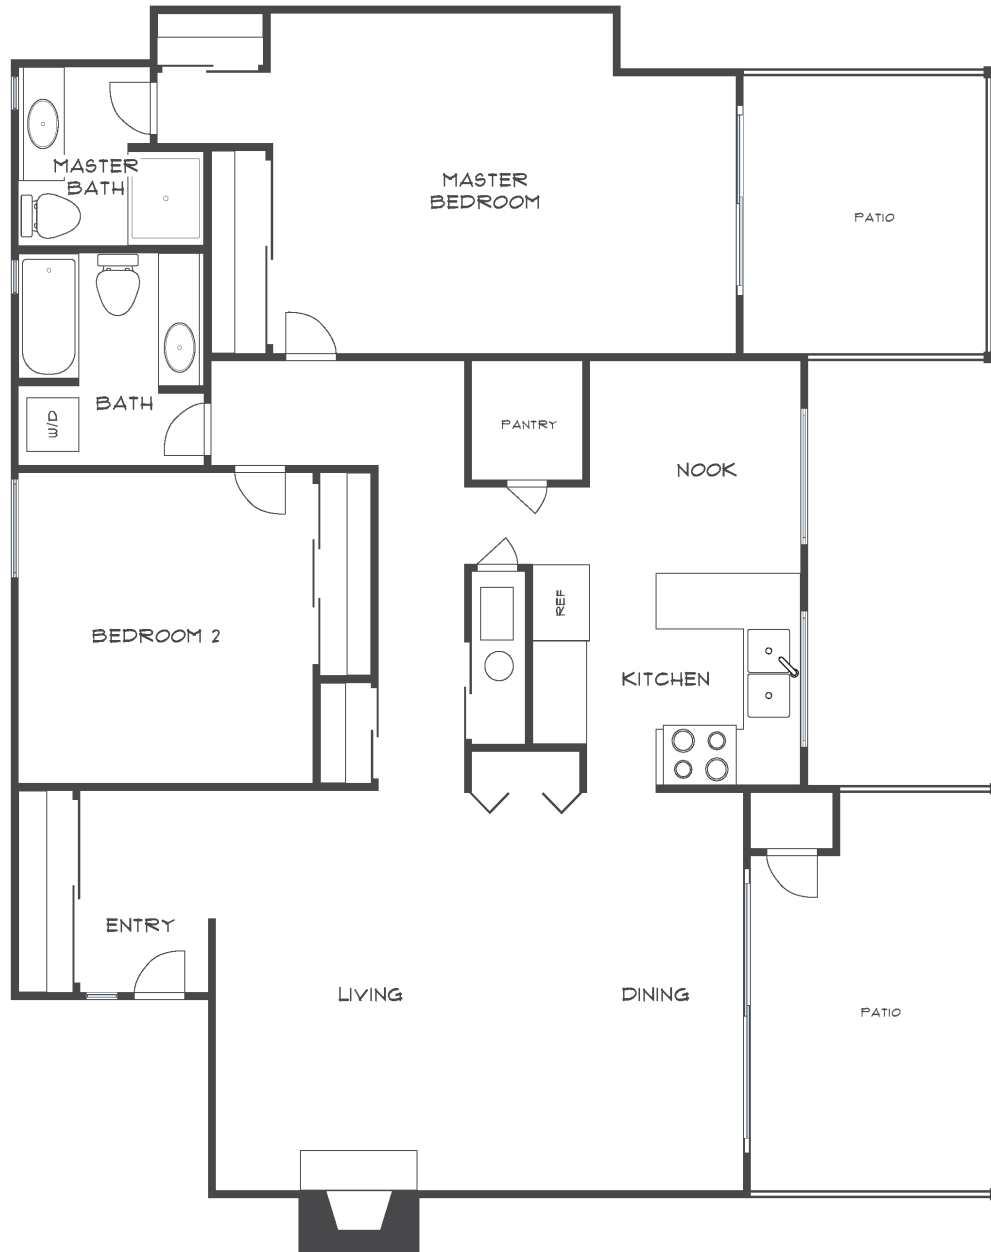 MASTER
BATH
MASTER
BEDROOM
PATIO
BATH
W/D
PANTRY
NOOK
REF
BEDROOM 2
KITCHEN
ENTRY
LIVING
DINING
PATIO